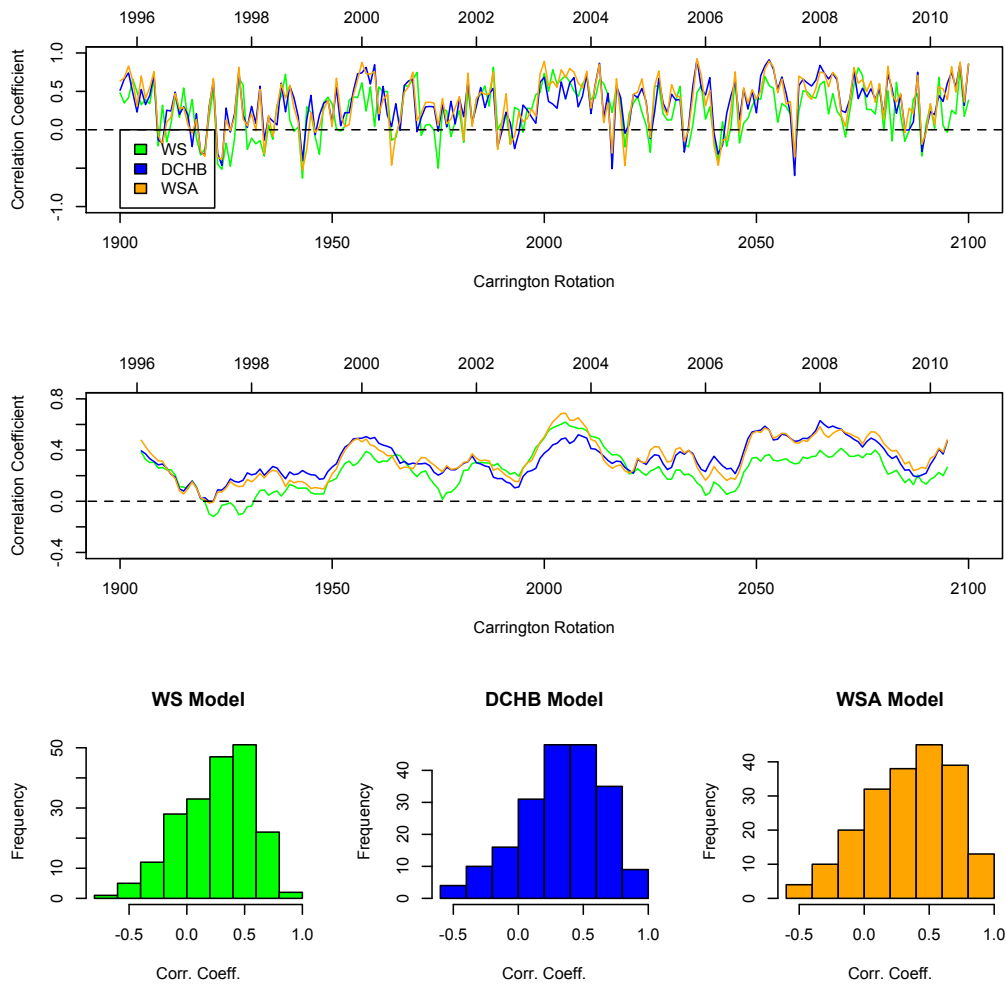 1996 1998 2000 2002 2004 2006 2008 2010
Correlation Coefficient
1.0
0.5
0.0
-1.0
WS
DCHB
WSA
1900 1950 2000 2050 2100
Carrington Rotation
1996 1998 2000 2002 2004 2006 2008 2010
Correlation Coefficient
0.8
0.4
0.0
-0.4
1900 1950 2000 2050 2100
Carrington Rotation
WS Model
Frequency
50
30
10
0
-0.5 0.0 0.5 1.0
Corr. Coeff.
DCHB Model
Frequency
40
30
20
10
0
-0.5 0.0 0.5 1.0
Corr. Coeff.
WSA Model
Frequency
40
30
20
10
0
-0.5 0.0 0.5 1.0
Corr. Coeff.